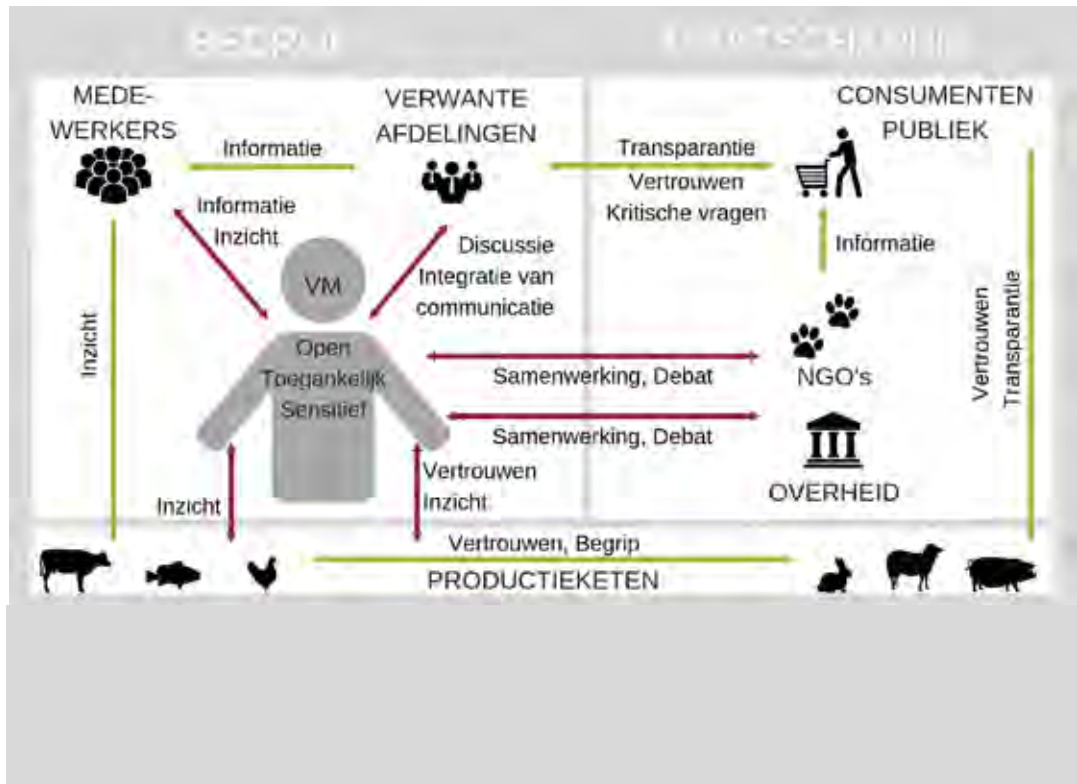 BEDRIJF
MEDE-
WERKERS
VERWANTE
AFDELINGEN
CONSUMENTEN
PUBLIEK
Informatie
Transparantie
Vertrouwen
Kritische vragen
Informatie
Inzicht
Discussie
Integratie van
communicatie
Informatie
VM
Open
Toegankelijk
Sensitief
Inzicht
Vertrouwen
Transparantie
Samenwerking, Debat
NGO's
Samenwerking, Debat
OVERHEID
Inzicht
Vertrouwen
Inzicht
Vertrouwen, Begrip
PRODUCTIEKETEN